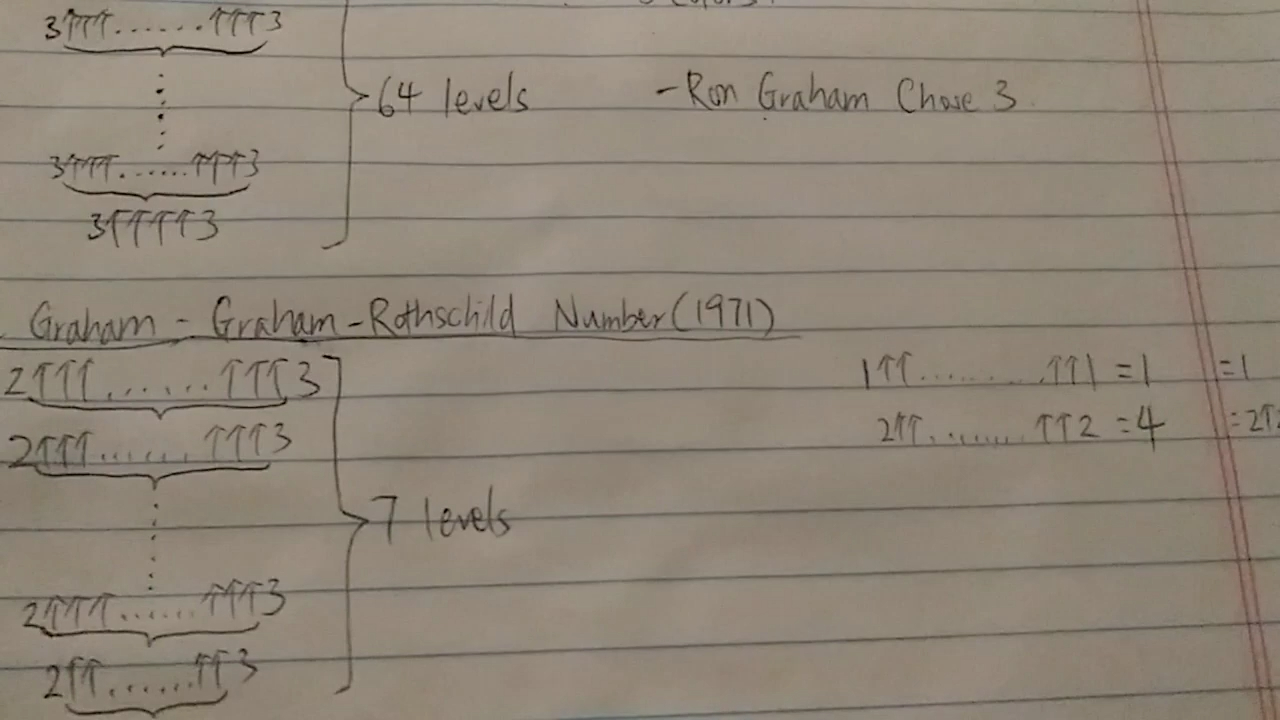 3↑↑↑.......↑↑↑3
64 levels -Ron Graham Chose 3
3↑↑↑.......↑↑↑3
3↑↑↑↑3
Graham - Graham-Rothschild Number (1971)
2↑↑↑.......↑↑↑3 1↑↑..........↑↑1 =1 =1
2↑↑↑.......↑↑↑3 2↑↑........↑↑2 =4
7 levels
2↑↑↑.......↑↑↑3
2↑↑.......↑↑3